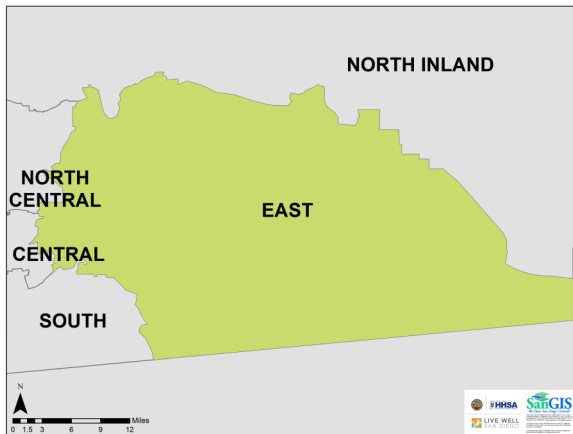 NORTH INLAND
NORTH
CENTRAL
EAST
CENTRAL
SOUTH
N
Miles
0 1.5 3 6 9 12
HHSA
SanGIS
LIVE WELL
SAN DIEGO